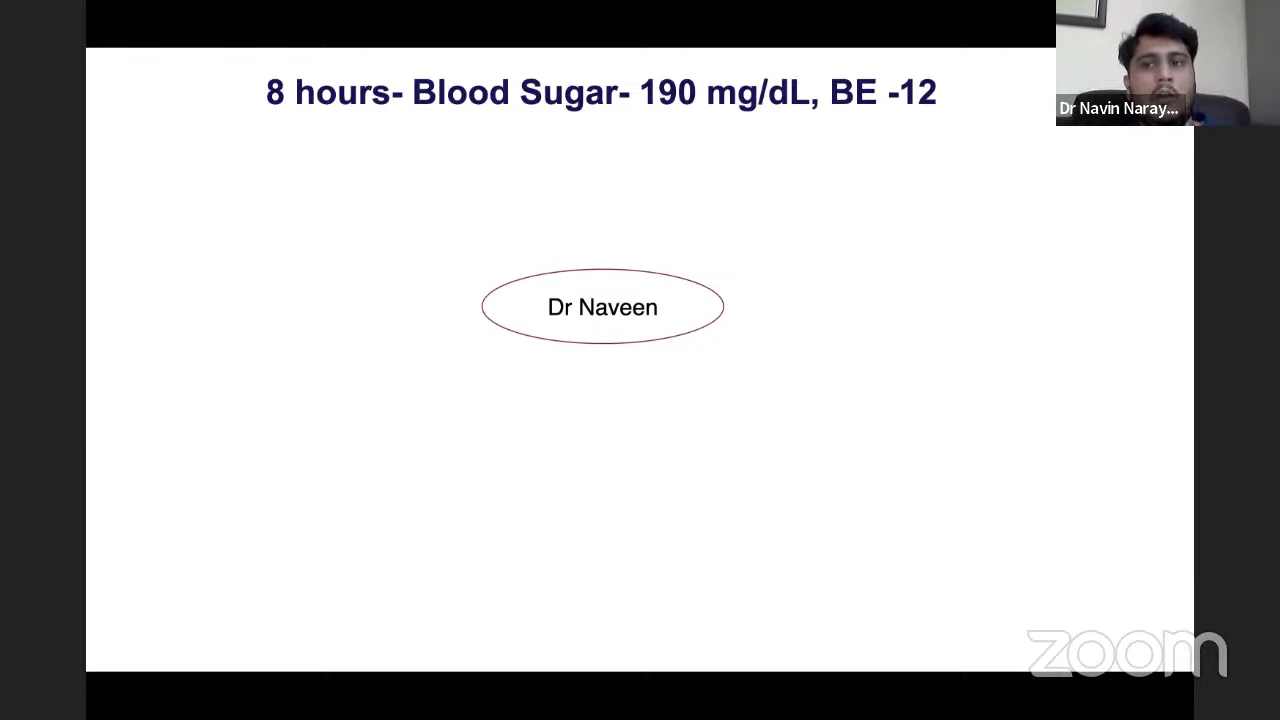 8 hours- Blood Sugar- 190 mg/dL, BE -12
Dr Navin Naray...
Dr Naveen
zoom